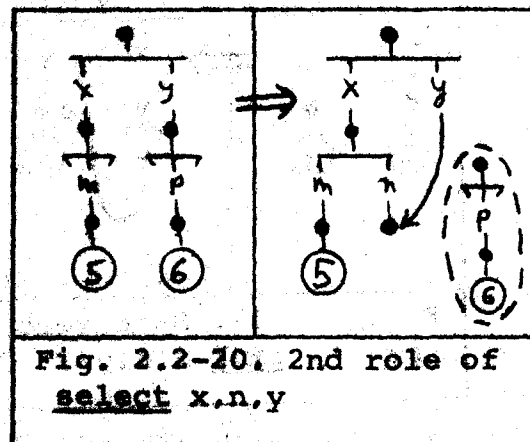 x y x y
m p m n p
5 6 5 6
Fig. 2.2-20. 2nd role of
select x,n,y